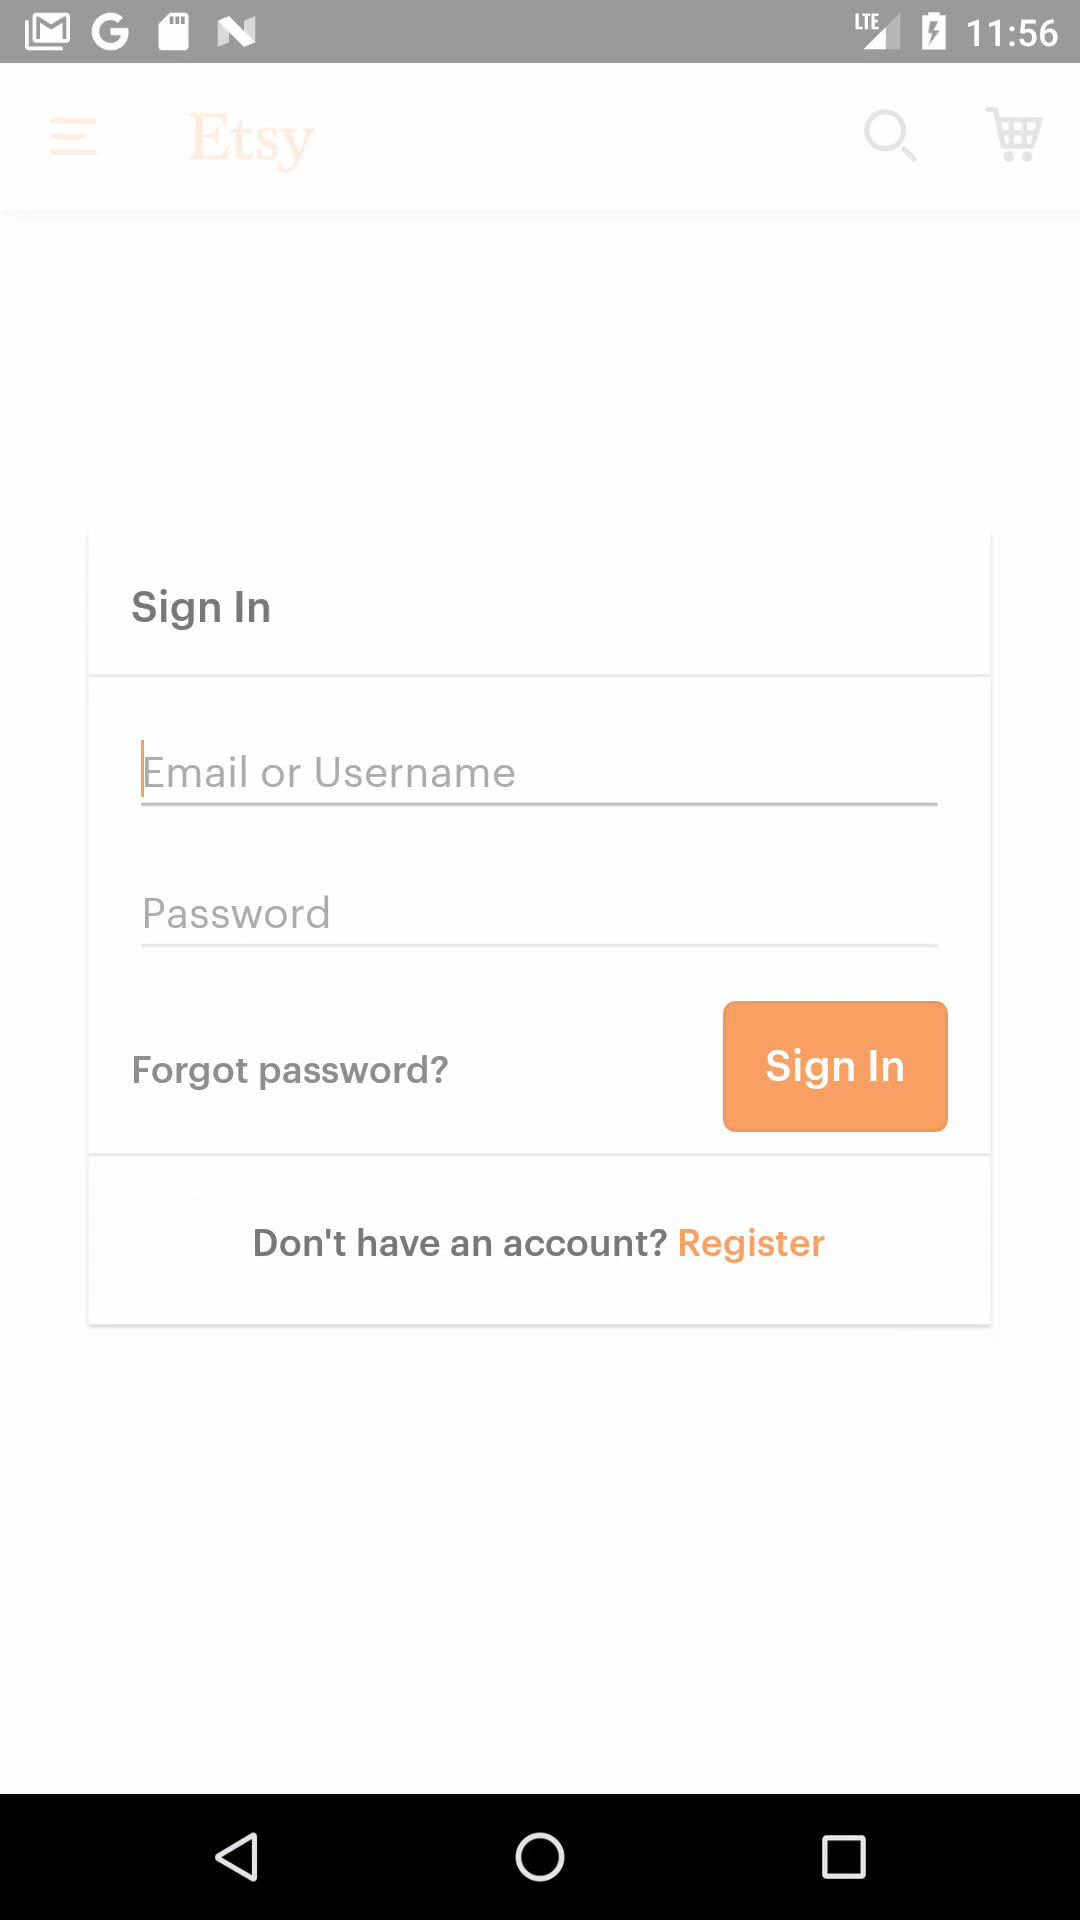 LTE 11:56
Etsy
Sign In
Email or Username
Password
Forgot password?
Sign In
Don't have an account? Register